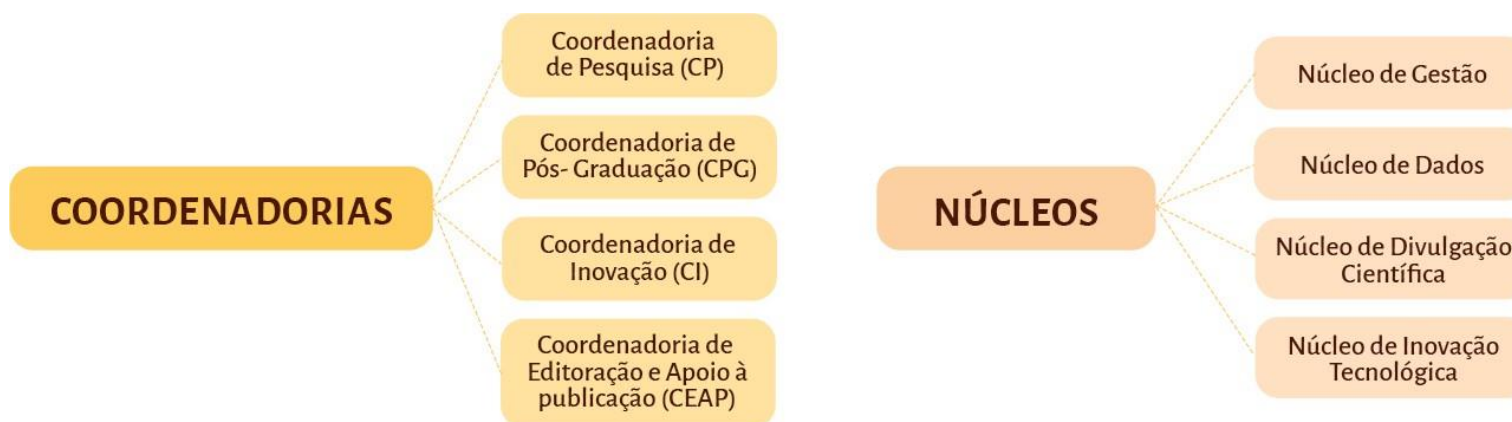 COORDENADORIAS
Coordenadoria
de Pesquisa (CP)
Coordenadoria de
Pós- Graduação (CPG)
Coordenadoria de
Inovação (CI)
Coordenadoria de
Editoração e Apoio à
publicação (CEAP)
NÚCLEOS
Núcleo de Gestão
Núcleo de Dados
Núcleo de Divulgação
Científica
Núcleo de Inovação
Tecnológica